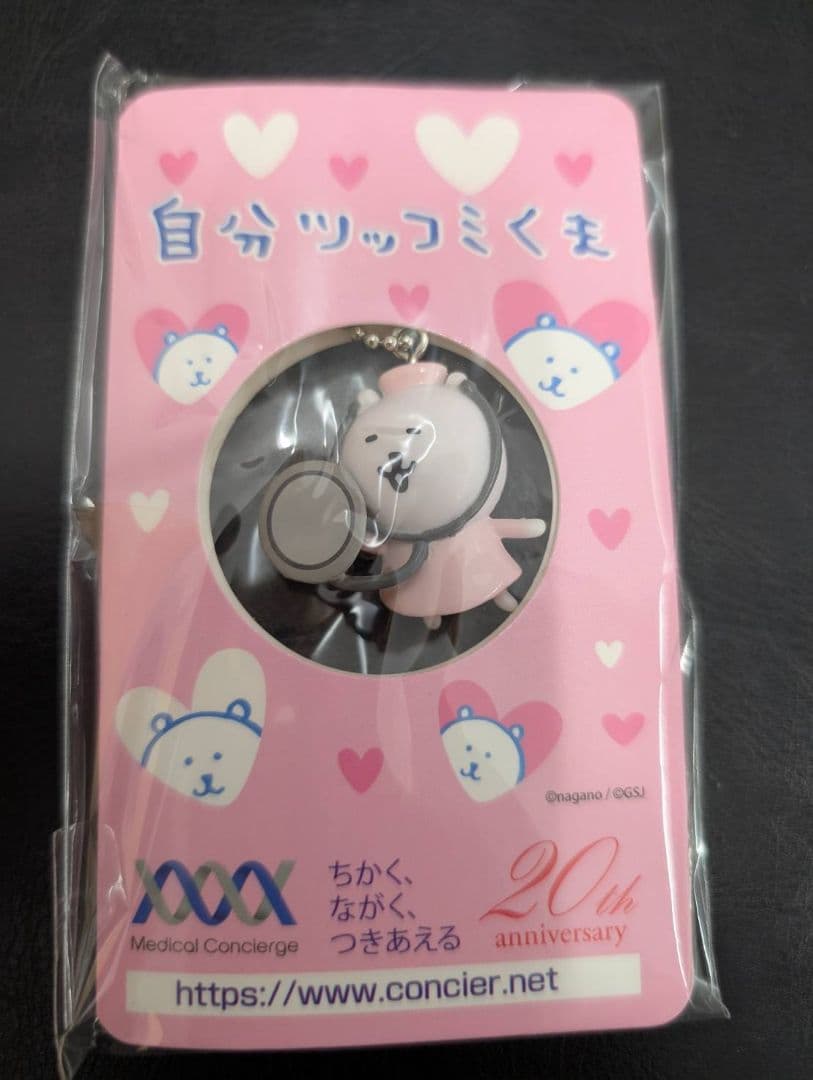 自分ツッコミくま
©nagano / ©GSJ
Medical Concierge
ちかく、
ながく、
つきあえる
20th
anniversary
https://www.concier.net